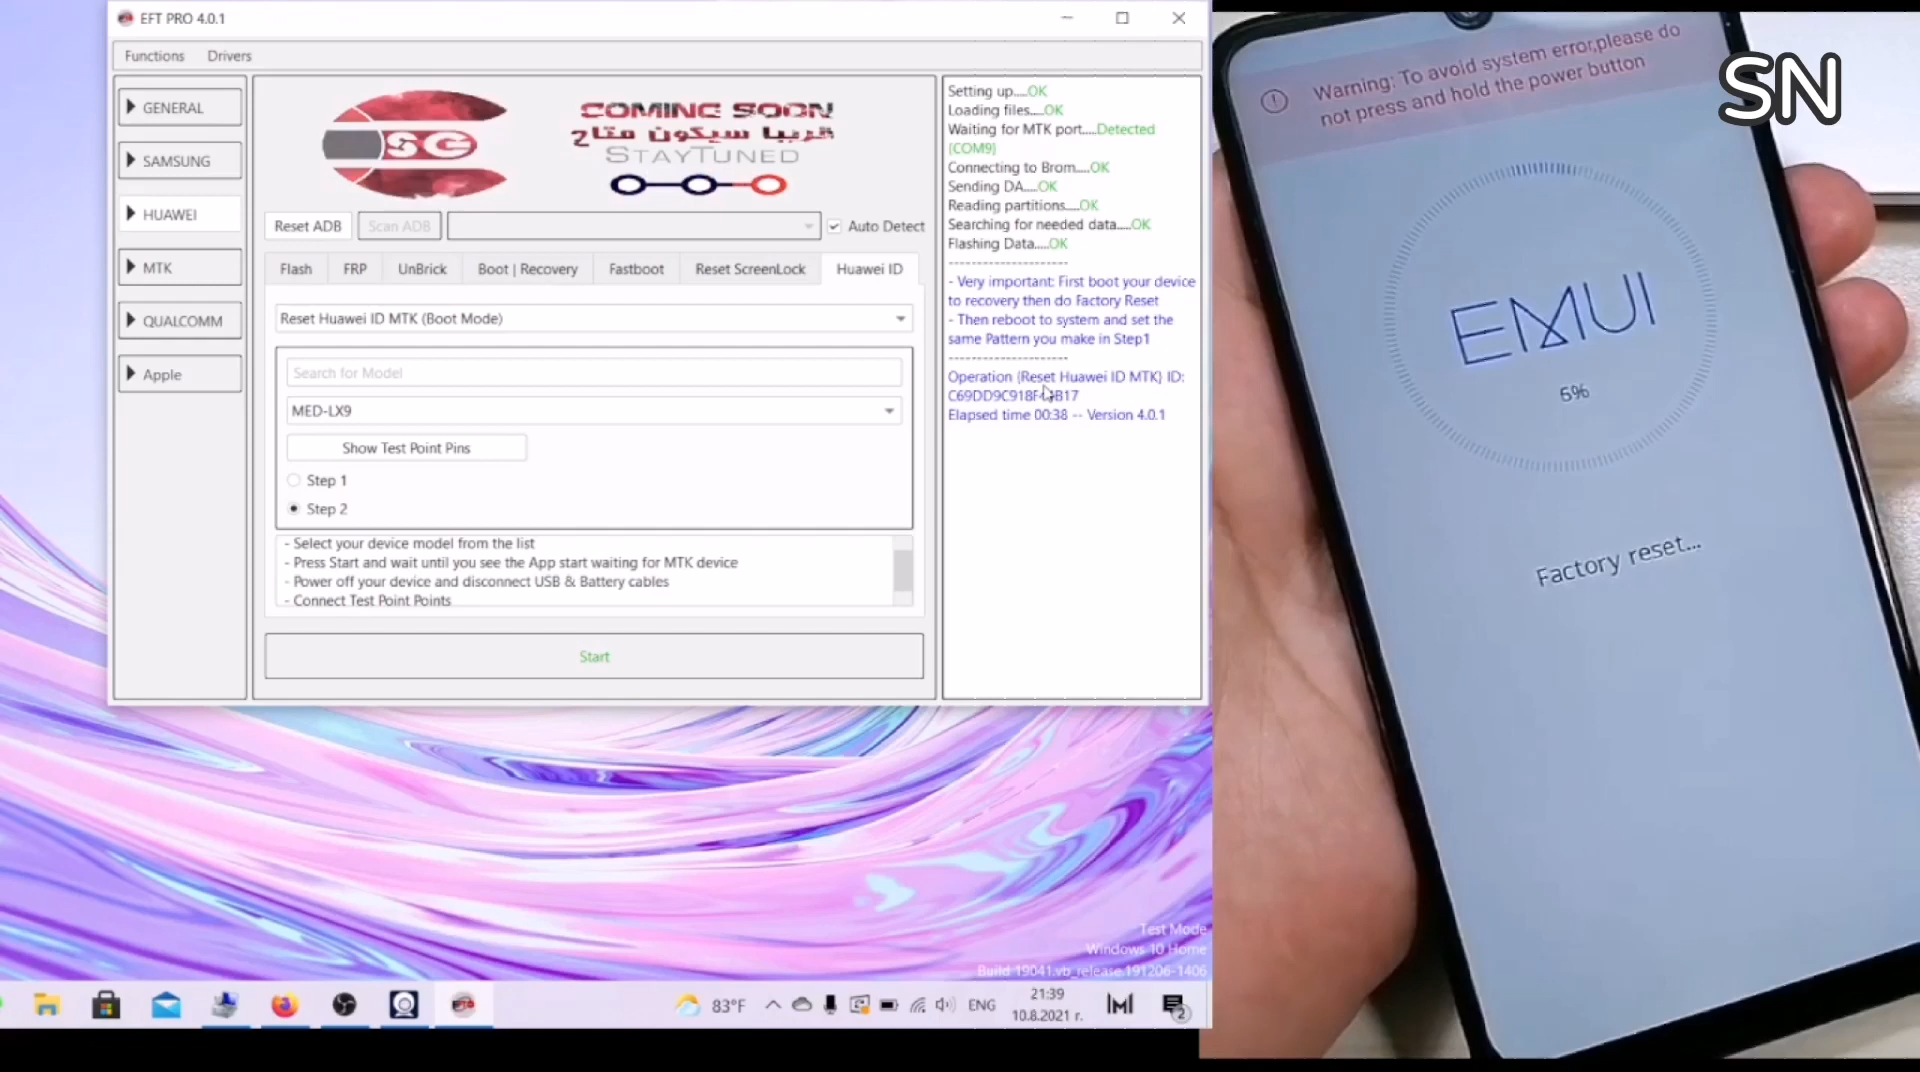 EFT PRO 4.0.1
Functions Drivers
GENERAL
SAMSUNG
HUAWEI
MTK
QUALCOMM
Apple
SG
COMING SOON
قريبا سيكون متاح
STAYTUNED
Reset ADB Scan ADB Auto Detect
Flash FRP UnBrick Boot | Recovery Fastboot Reset ScreenLock Huawei ID
Reset Huawei ID MTK (Boot Mode)
Search for Model
MED-LX9
Show Test Point Pins
Step 1
Step 2
- Select your device model from the list
- Press Start and wait until you see the App start waiting for MTK device
- Power off your device and disconnect USB & Battery cables
- Connect Test Point Points
Start
Setting up....OK
Loading files....OK
Waiting for MTK port....Detected
(COM9)
Connecting to Brom....OK
Sending DA....OK
Reading partitions....OK
Searching for needed data....OK
Flashing Data....OK
---------------------
- Very important: First boot your device
to recovery then do Factory Reset
- Then reboot to system and set the
same Pattern you make in Step1
---------------------
Operation (Reset Huawei ID MTK) ID:
Elapsed time 00:38 -- Version 4.0.1
Test Mode
Windows 10 Home
Build 19041.vb_release.191206-1406
83°F ENG 21:39
10.8.2021 г.
2
Warning: To avoid system error,please do
not press and hold the power button
SN
EMUI
6%
Factory reset...